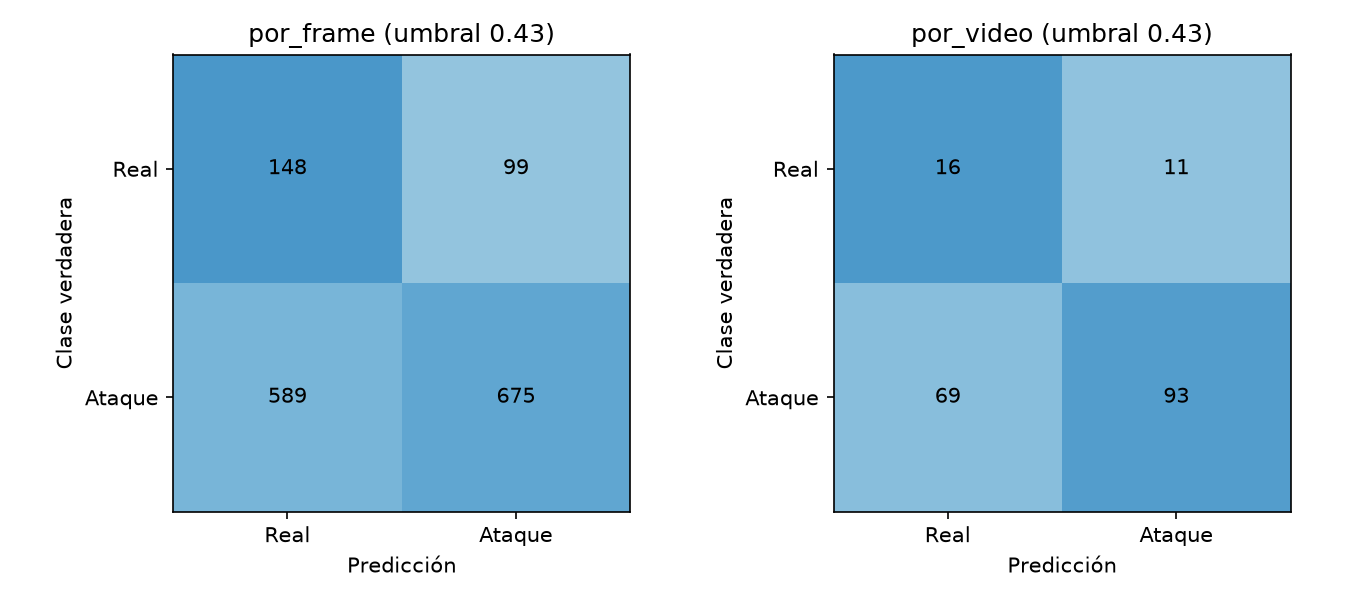 por_frame (umbral 0.43)
Clase verdadera
Real
148
99
Ataque
589
675
Real
Ataque
Predicción
por_video (umbral 0.43)
Clase verdadera
Real
16
11
Ataque
69
93
Real
Ataque
Predicción